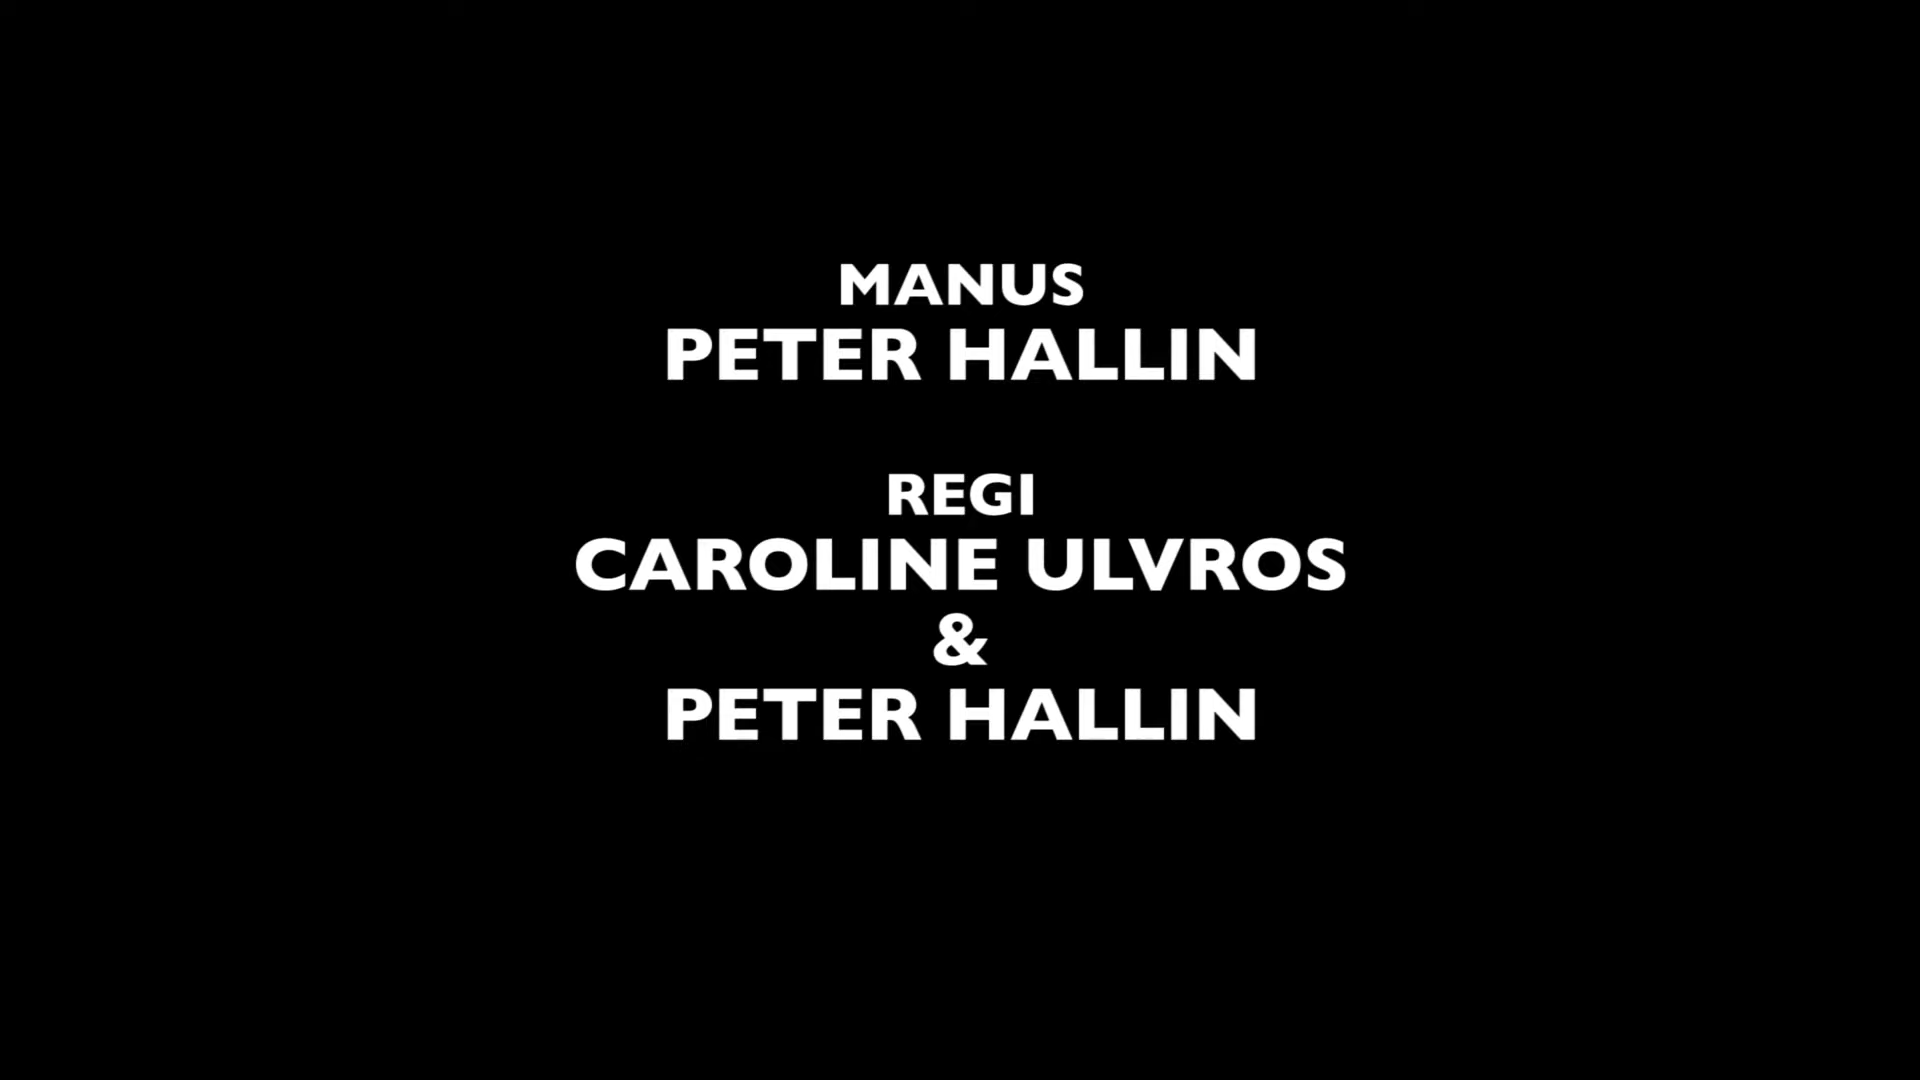 MANUS
PETER HALLIN
REGI
CAROLINE ULVROS
&
PETER HALLIN